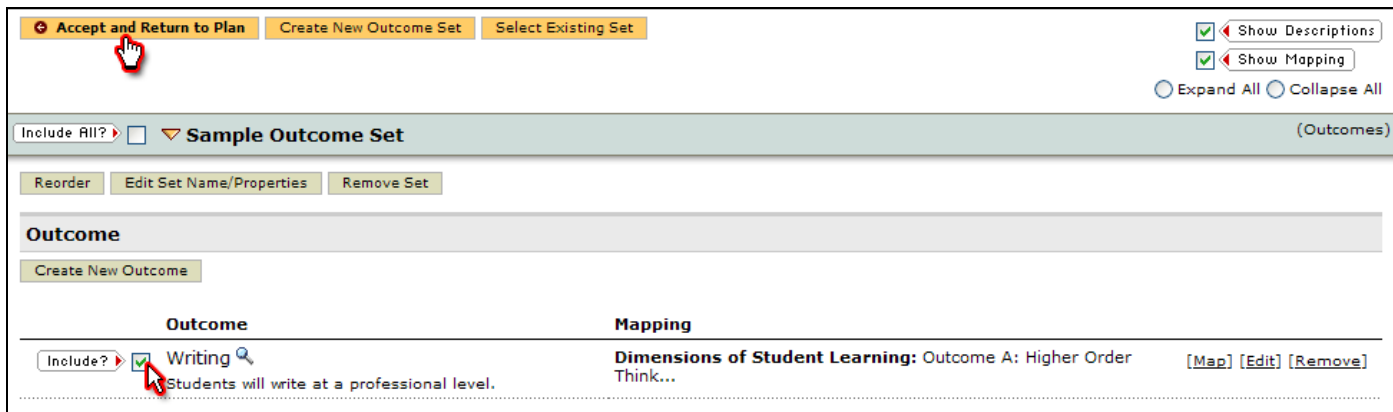 Accept and Return to Plan Create New Outcome Set Select Existing Set
Show Descriptions
Show Mapping
Expand All Collapse All
Include All? Sample Outcome Set (Outcomes)
Reorder Edit Set Name/Properties Remove Set
Outcome
Create New Outcome
Outcome Mapping
Include? Writing Dimensions of Student Learning: Outcome A: Higher Order [Map] [Edit] [Remove]
Students will write at a professional level. Think...